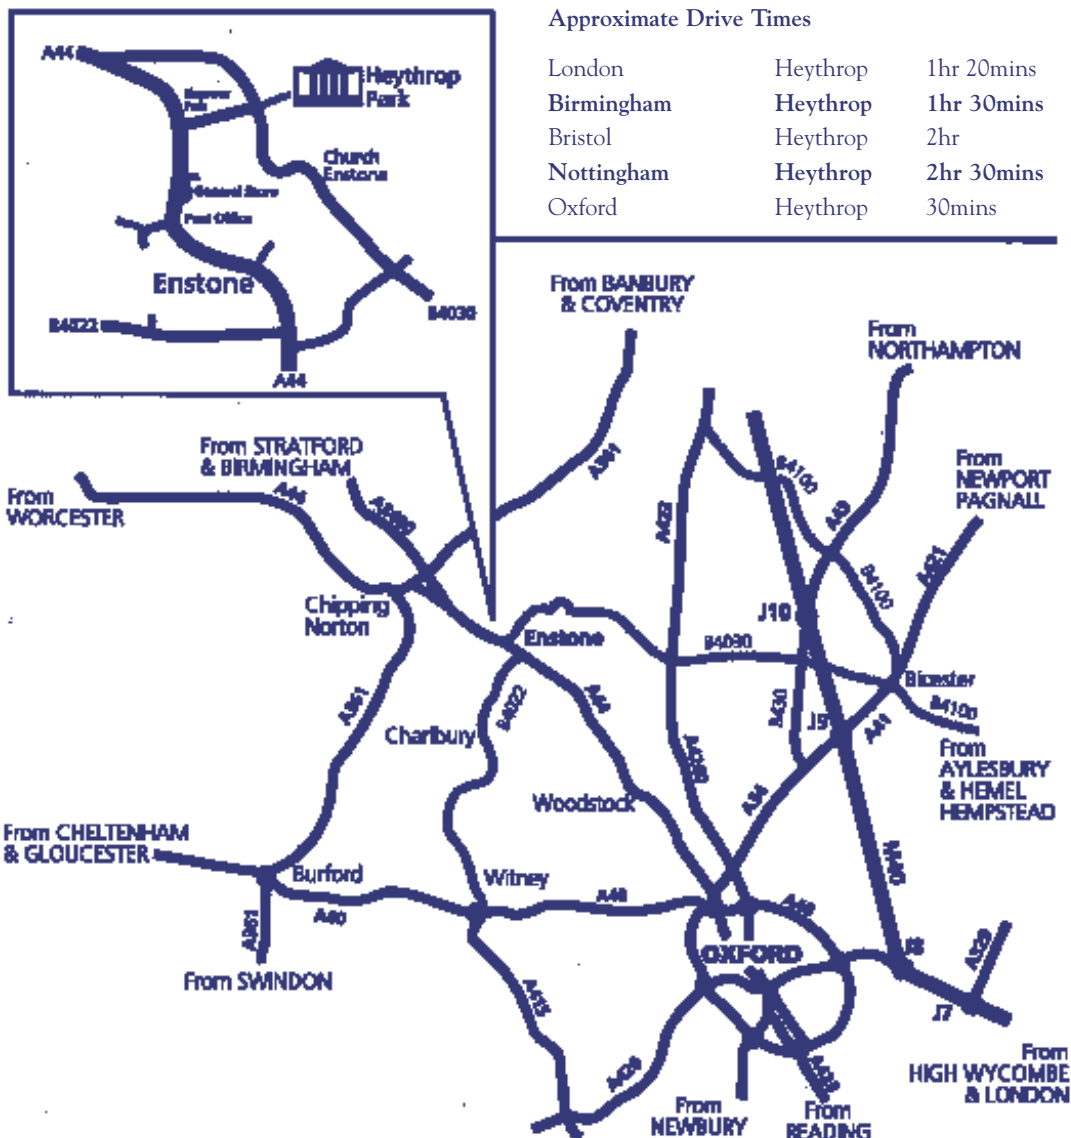 Approximate Drive Times
London Heythrop 1hr 20mins
Birmingham Heythrop 1hr 30mins
Bristol Heythrop 2hr
Nottingham Heythrop 2hr 30mins
Oxford Heythrop 30mins
A44
Heythrop
Park
Church
Enstone
General Store
Post Office
Enstone
B4022
B4030
A44
From BANBURY
& COVENTRY
From
NORTHAMPTON
From STRATFORD
& BIRMINGHAM
From
WORCESTER
A44
A361
From
NEWPORT
PAGNALL
B4100
A43
A421
B4100
J10
Chipping
Norton
Enstone
B4030
Bicester
B4100
A361
B4022
A44
B430
J9
A41
Charlbury
From
AYLESBURY
& HEMEL
HEMPSTEAD
Woodstock
A34
From CHELTENHAM
& GLOUCESTER
Burford
Witney
A40
A40
A40
M40
A361
OXFORD
J8
A329
From SWINDON
A415
J7
From
HIGH WYCOMBE
& LONDON
From
NEWBURY
From
READING